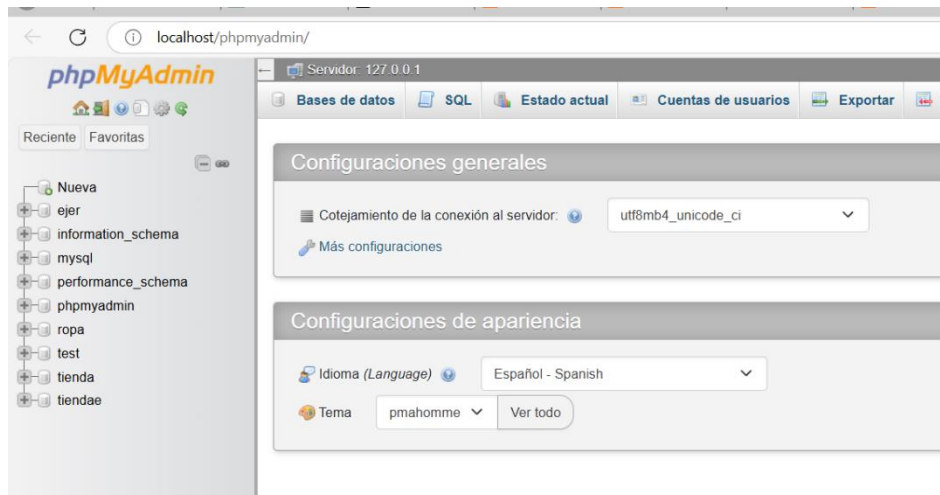 localhost/phpmyadmin/
phpMyAdmin
Reciente Favoritas
Nueva
ejer
information_schema
mysql
performance_schema
phpmyadmin
ropa
test
tienda
tiendae
Servidor: 127.0.0.1
Bases de datos SQL Estado actual Cuentas de usuarios Exportar
Configuraciones generales
Cotejamiento de la conexión al servidor: utf8mb4_unicode_ci
Más configuraciones
Configuraciones de apariencia
Idioma (Language) Español - Spanish
Tema pmahomme Ver todo